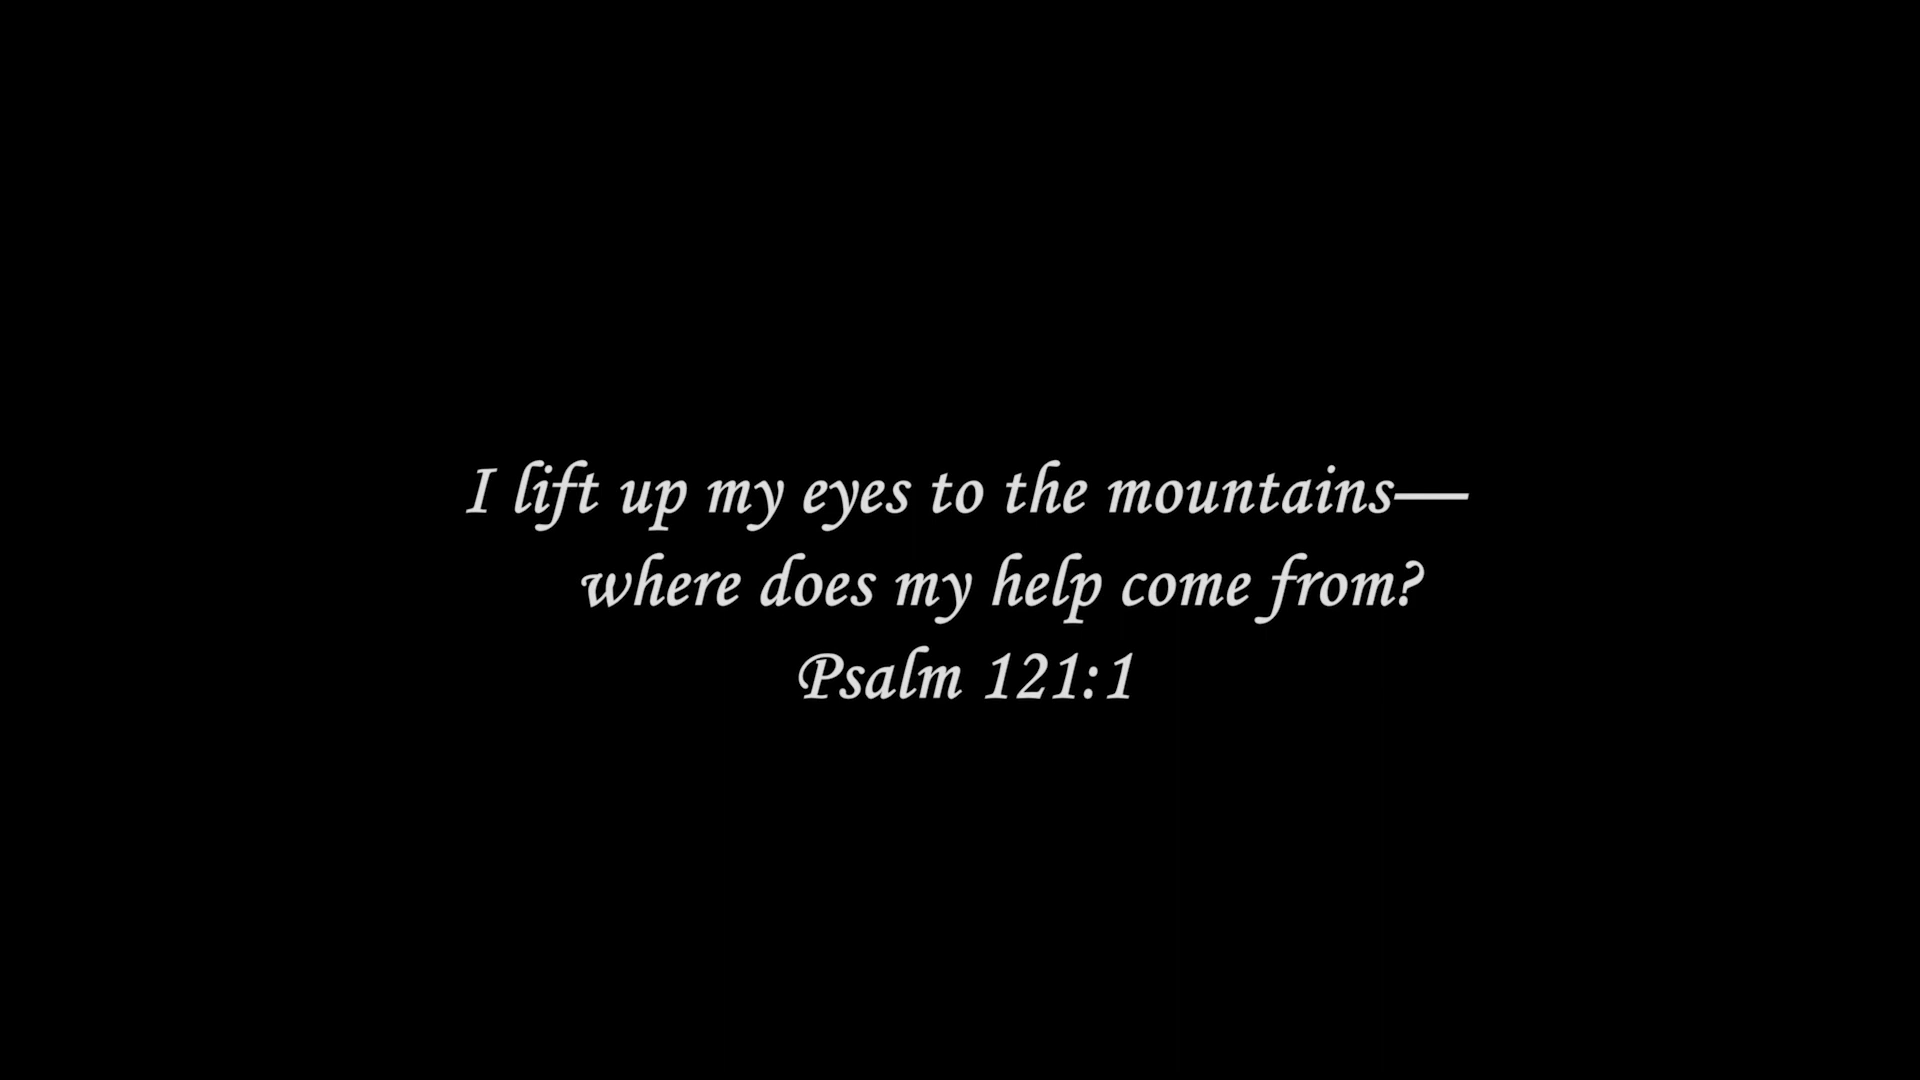 I lift up my eyes to the mountains—
where does my help come from?
Psalm 121:1